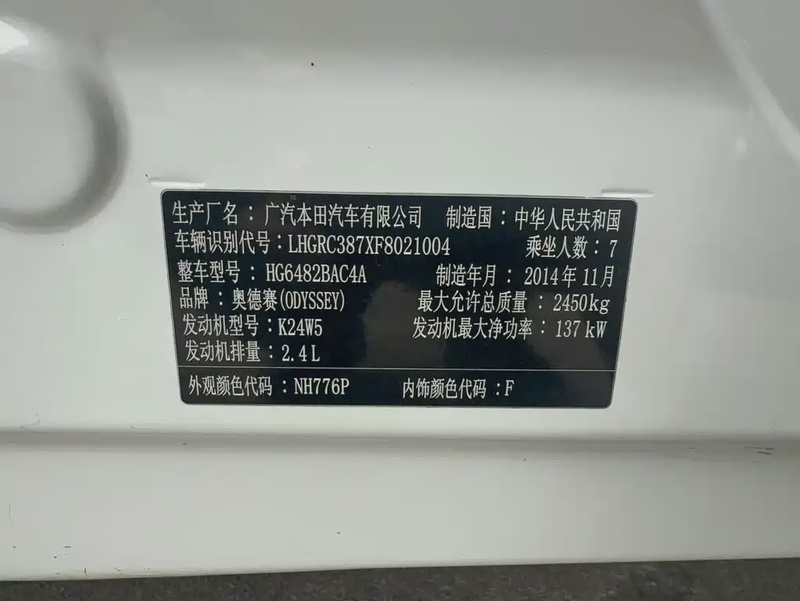 生产厂名：广汽本田汽车有限公司 制造国：中华人民共和国
车辆识别代号：LHGRC387XF8021004 乘坐人数：7
整车型号：HG6482BAC4A 制造年月：2014年11月
品牌：奥德赛(ODYSSEY) 最大允许总质量：2450kg
发动机型号：K24W5 发动机最大净功率：137kW
发动机排量：2.4L
外观颜色代码：NH776P 内饰颜色代码：F